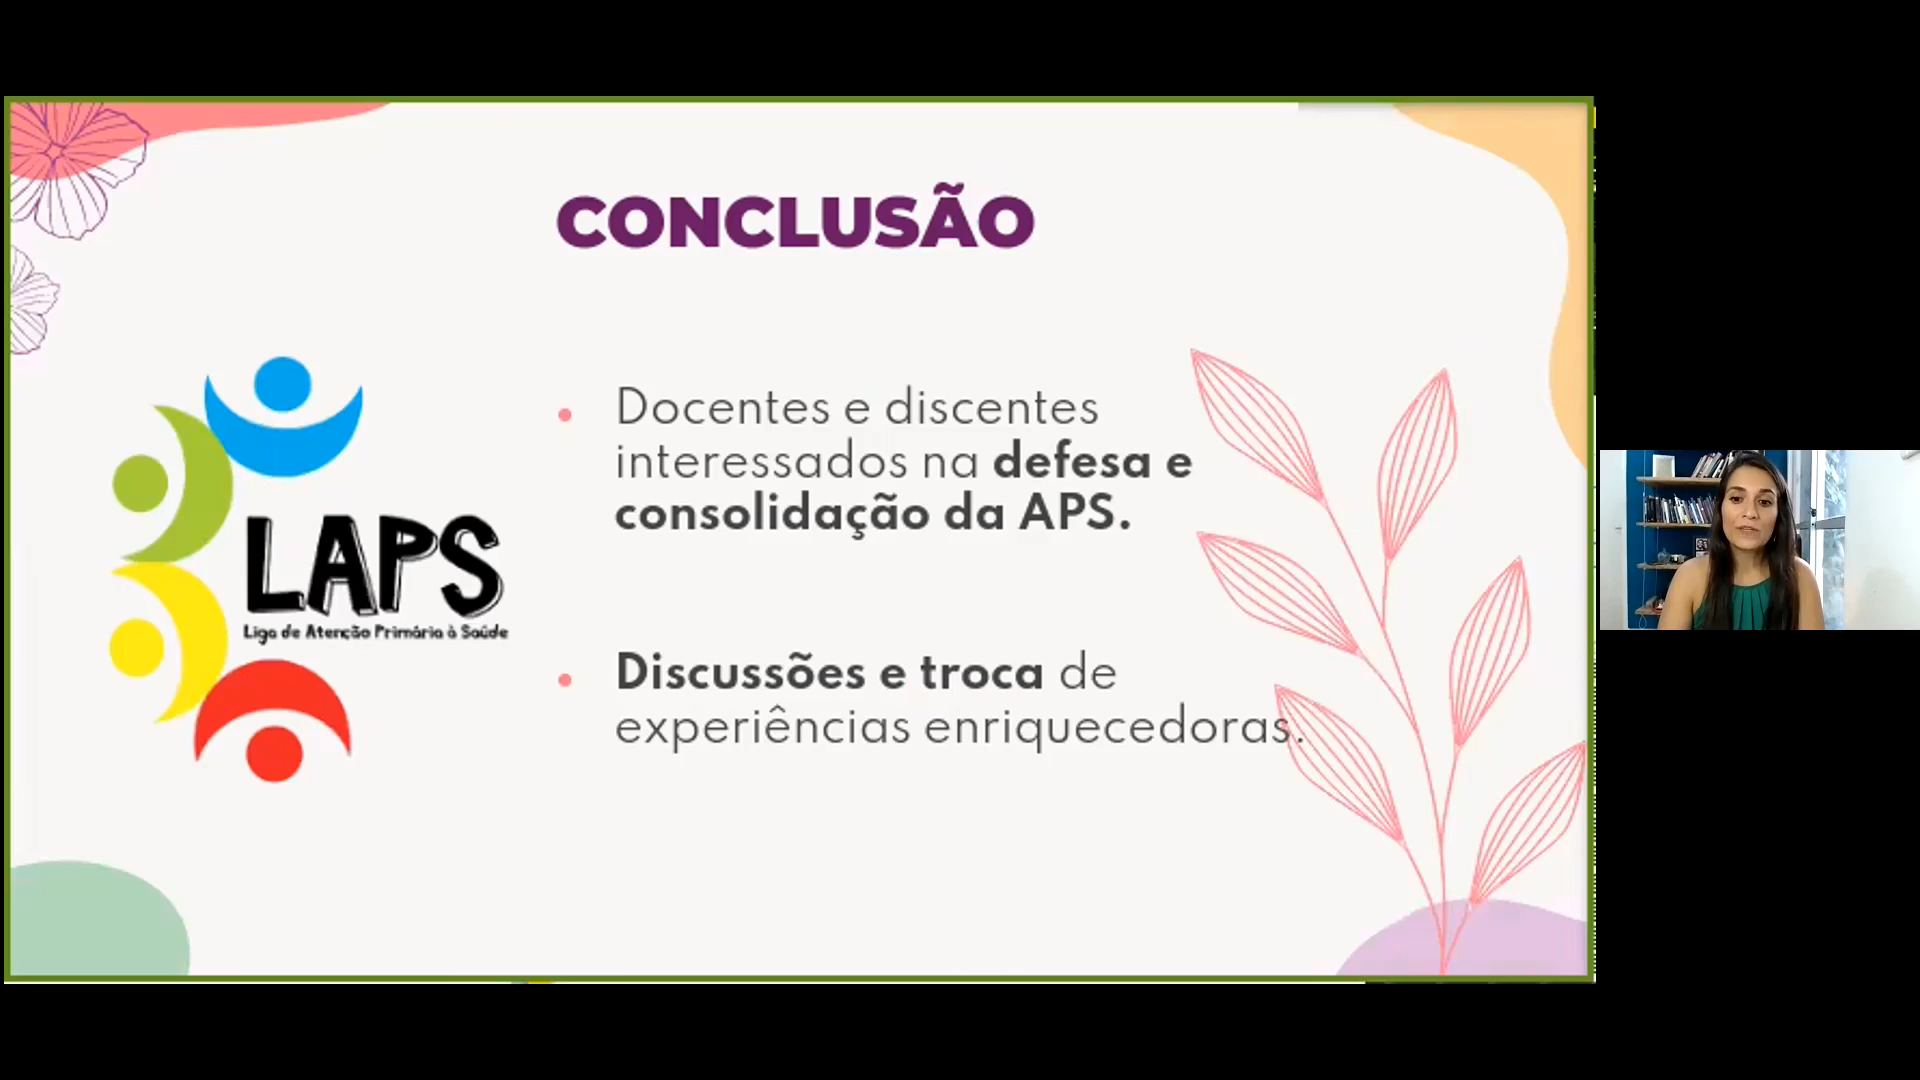 CONCLUSÃO
Docentes e discentes
interessados na defesa e
consolidação da APS.
LAPS
Liga de Atenção Primária à Saúde
Discussões e troca de
experiências enriquecedoras.